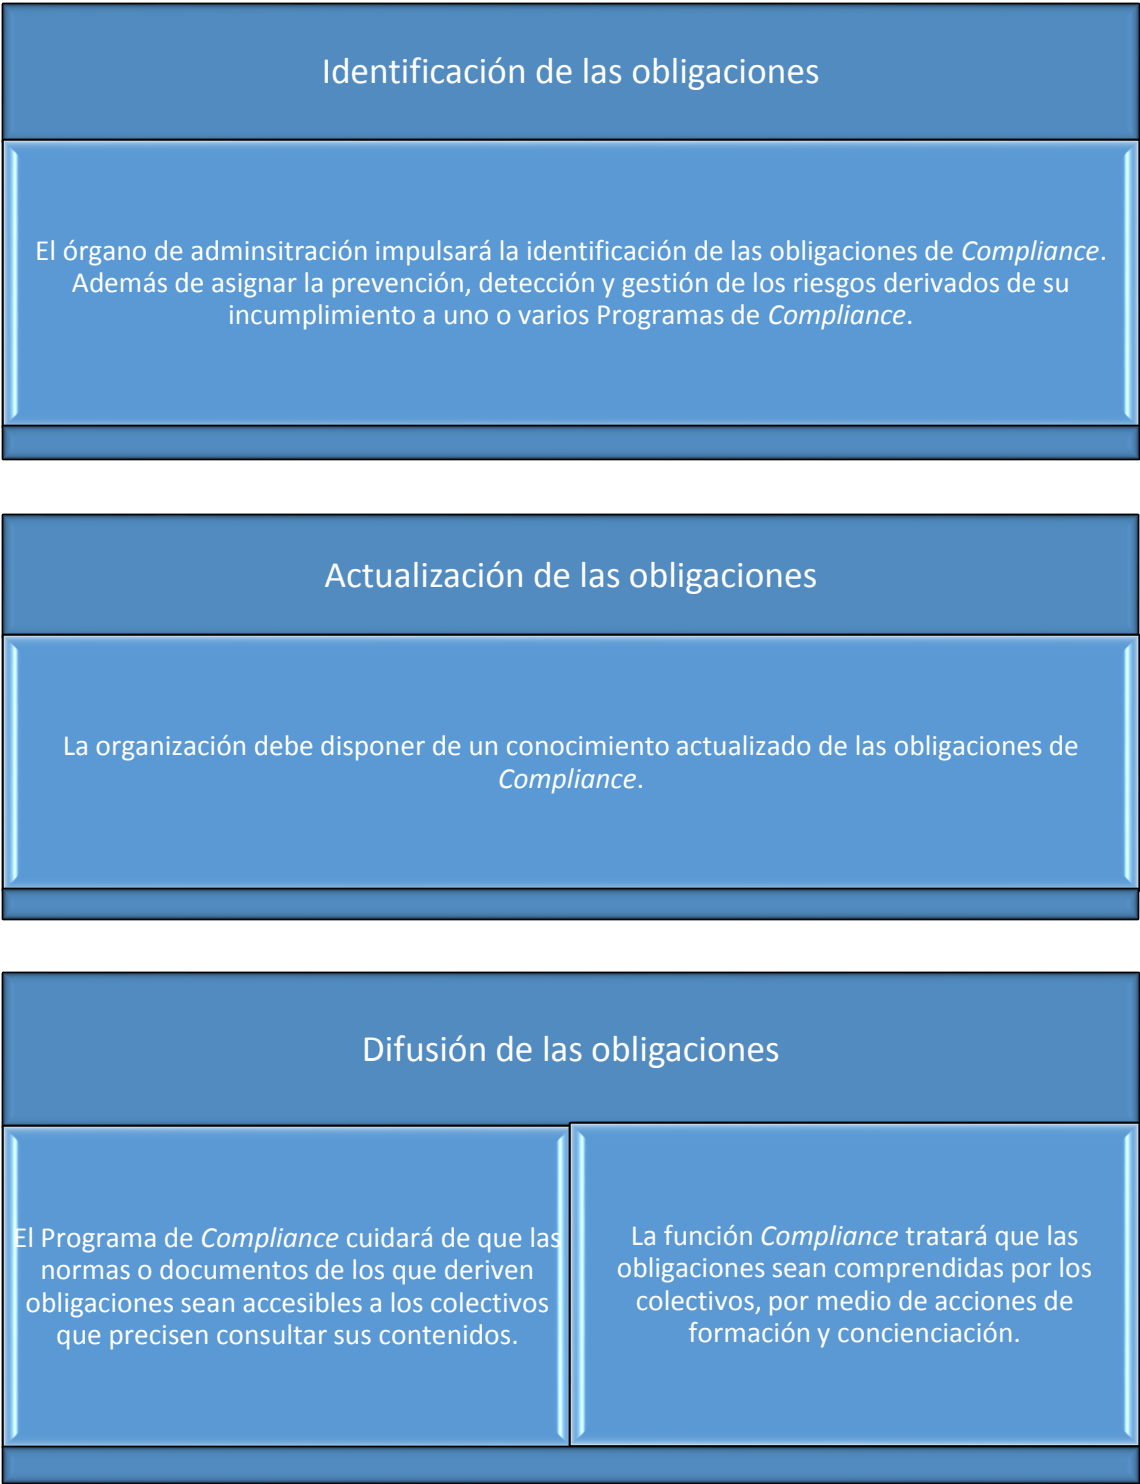 Identificación de las obligaciones
El órgano de adminsitración impulsará la identificación de las obligaciones de Compliance.
Además de asignar la prevención, detección y gestión de los riesgos derivados de su
incumplimiento a uno o varios Programas de Compliance.
Actualización de las obligaciones
La organización debe disponer de un conocimiento actualizado de las obligaciones de
Compliance.
Difusión de las obligaciones
El Programa de Compliance cuidará de que las
normas o documentos de los que deriven
obligaciones sean accesibles a los colectivos
que precisen consultar sus contenidos.
La función Compliance tratará que las
obligaciones sean comprendidas por los
colectivos, por medio de acciones de
formación y concienciación.